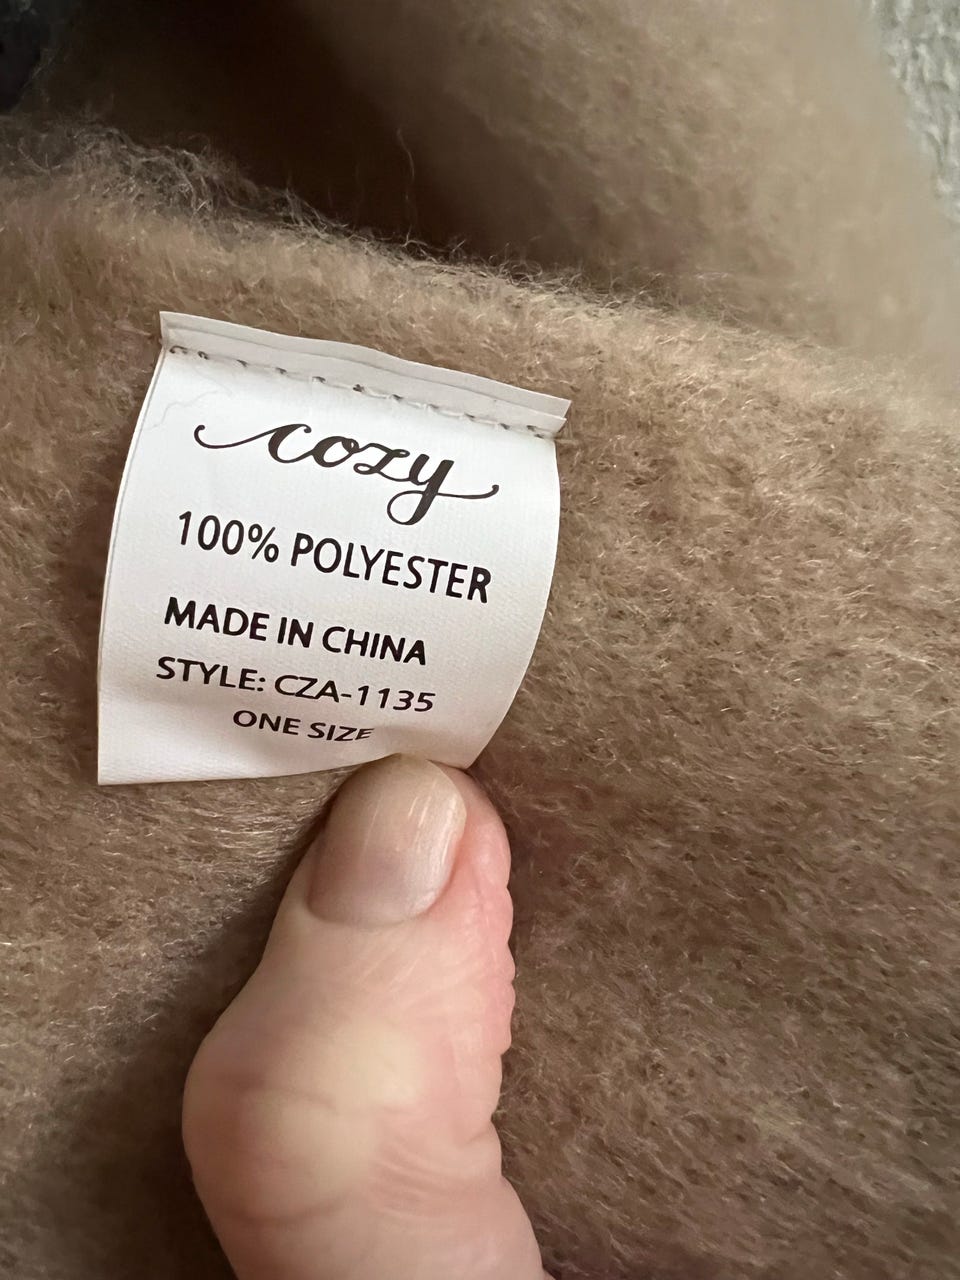 cozy
100% POLYESTER
MADE IN CHINA
STYLE: CZA-1135
ONE SIZE